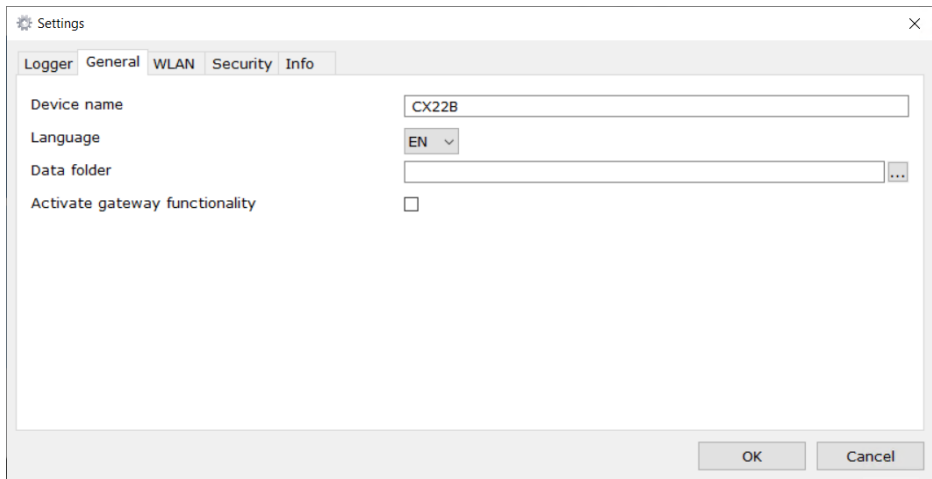 Settings
Logger General WLAN Security Info
Device name CX22B
Language EN
Data folder ...
Activate gateway functionality
OK Cancel